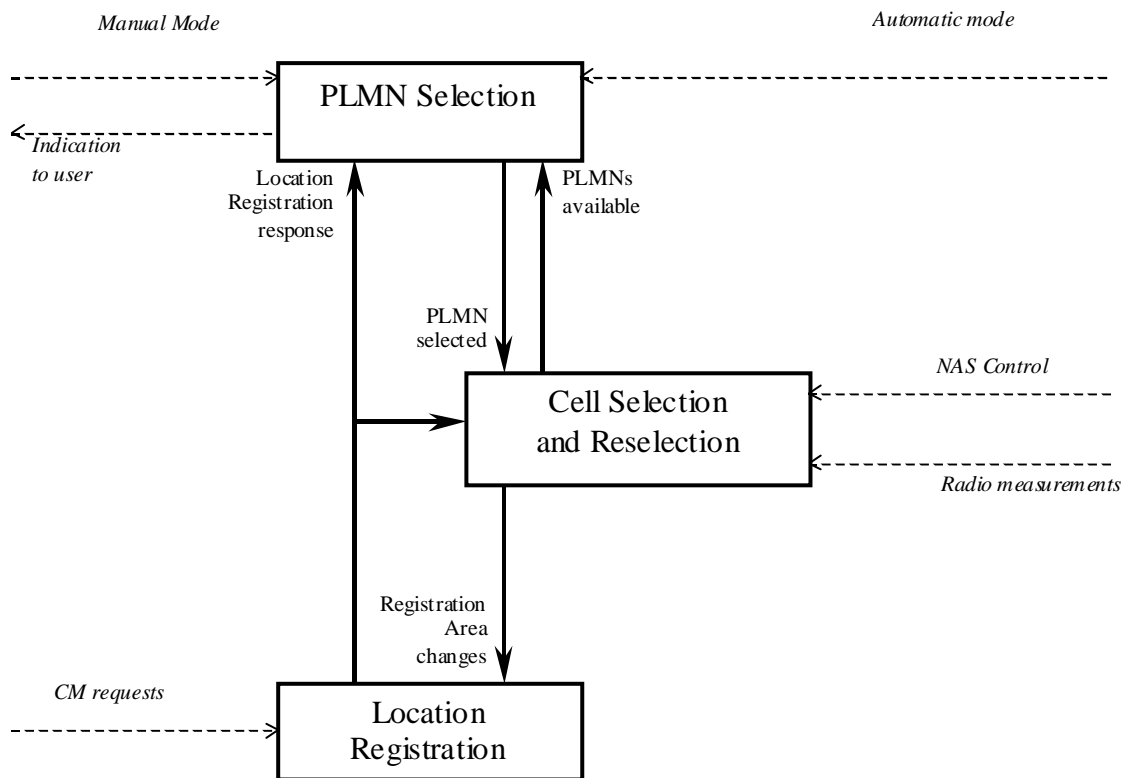 Manual Mode
Automatic mode
PLMN Selection
Indication
to user
Location
Registration
response
PLMNs
available
PLMN
selected
NAS Control
Cell Selection
and Reselection
Radio measurements
Registration
Area
changes
CM requests
Location
Registration